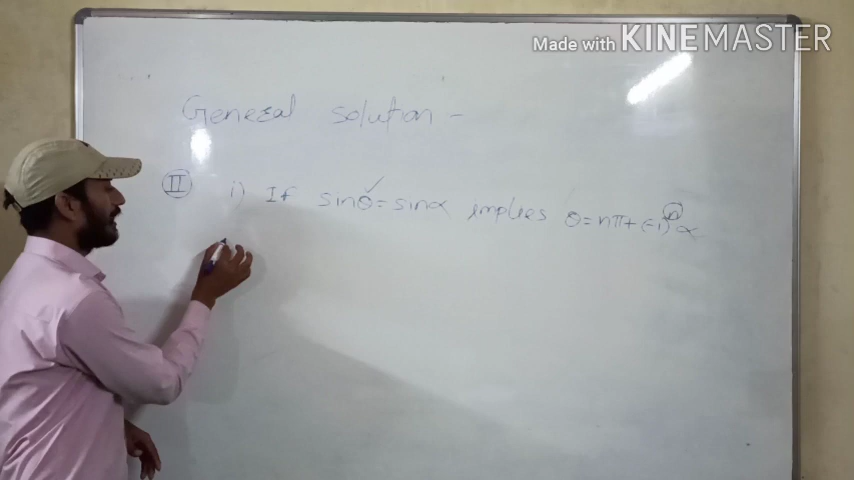 Made with KINEMASTER
General solution -
II i) If sinθ = sinα implies θ = nπ + (-1)ⁿ α